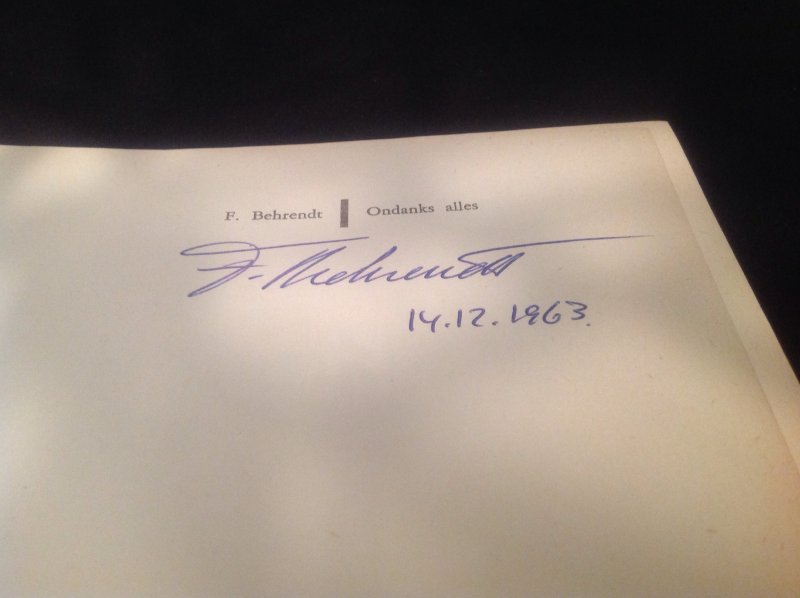 F. Behrendt Ondanks alles
F. Behrendt
14.12.1963.